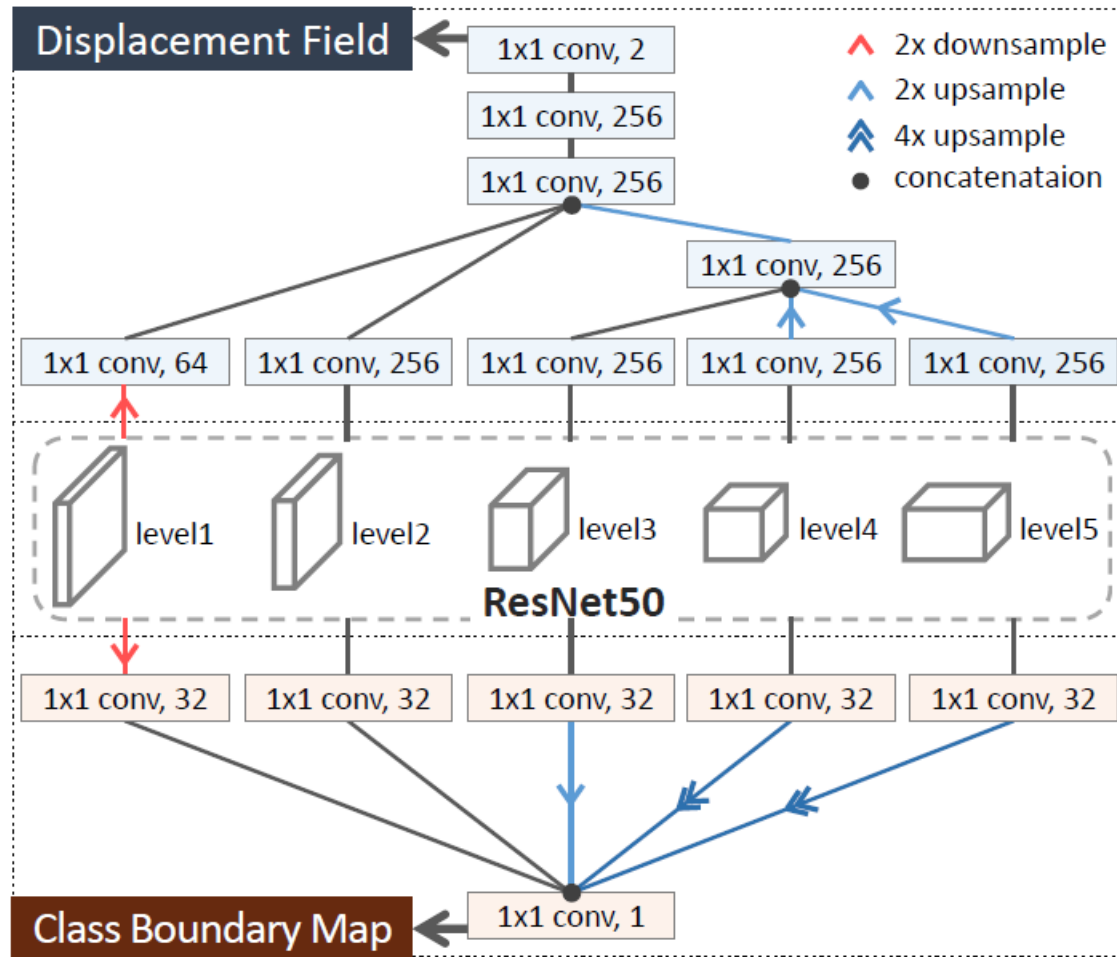 Displacement Field
1x1 conv, 2
2x downsample
1x1 conv, 256
2x upsample
4x upsample
1x1 conv, 256
concatenataion
1x1 conv, 256
1x1 conv, 64
1x1 conv, 256
1x1 conv, 256
1x1 conv, 256
1x1 conv, 256
level1
level2
level3
level4
level5
ResNet50
1x1 conv, 32
1x1 conv, 32
1x1 conv, 32
1x1 conv, 32
1x1 conv, 32
1x1 conv, 1
Class Boundary Map